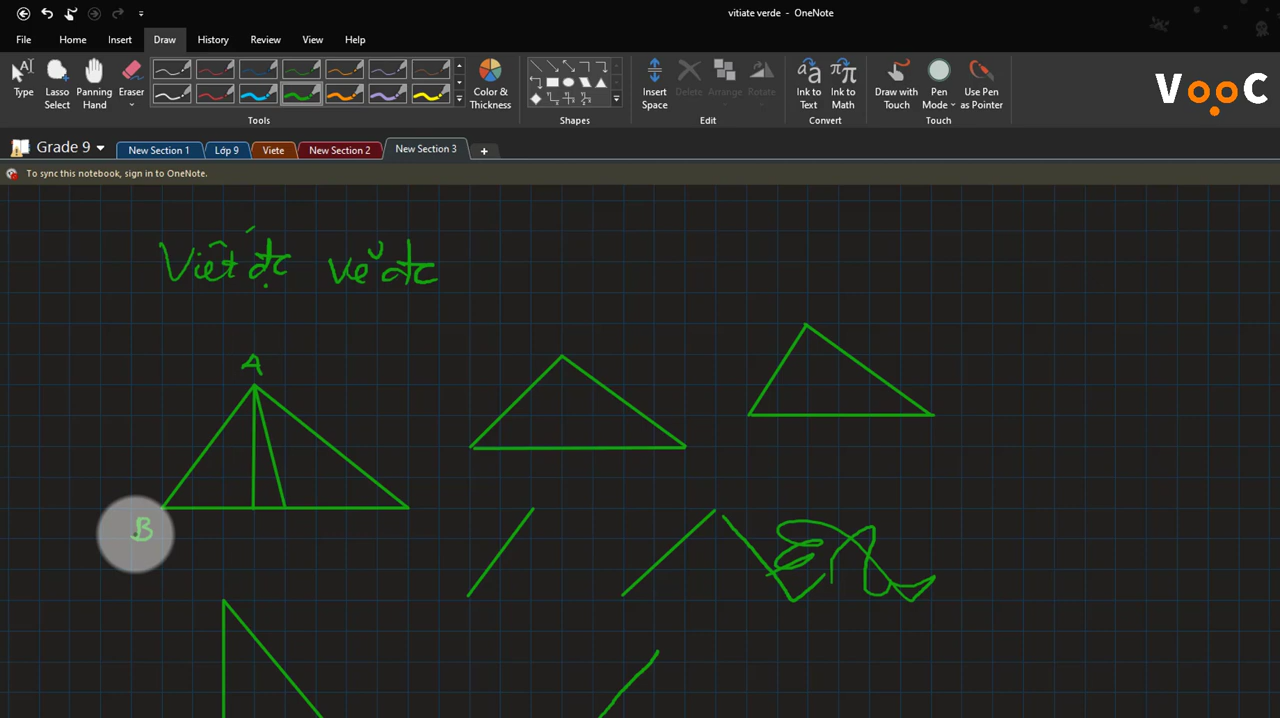 vitiate verde - OneNote
File Home Insert Draw History Review View Help
Type
Lasso Select
Panning Hand
Eraser
Color & Thickness
Insert Space
Delete
Arrange
Rotate
Ink to Text
Ink to Math
Draw with Touch
Pen Mode
Use Pen as Pointer
Tools Shapes Edit Convert Touch
VooC
Grade 9 New Section 1 Lớp 9 Viete New Section 2 New Section 3
To sync this notebook, sign in to OneNote.
Viết đc vẽ đc
A
B